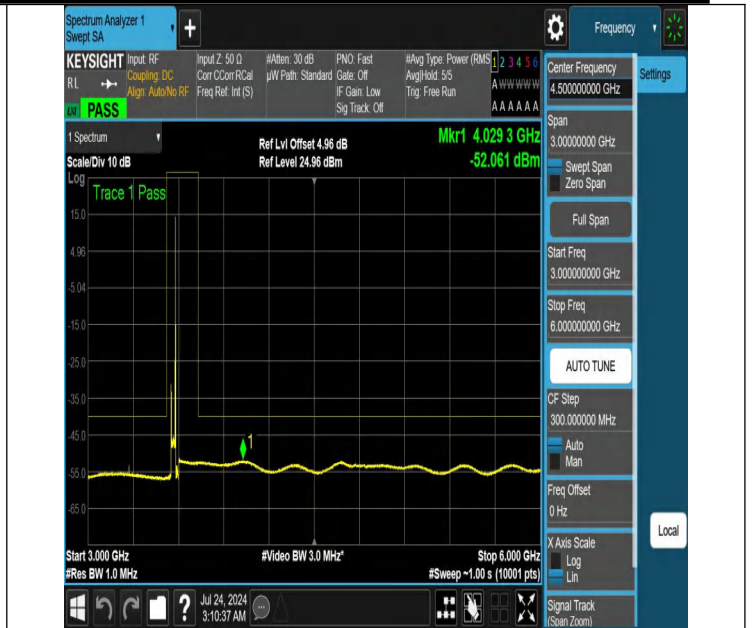 Spectrum Analyzer 1
Swept SA
+
Frequency
KEYSIGHT
RL
PASS
Input: RF
Coupling: DC
Align: Auto/No RF
Input Z: 50 Ω
Corr CCorr RCal
Freq Ref: Int (S)
#Atten: 30 dB
µW Path: Standard
PNO: Fast
Gate: Off
IF Gain: Low
Sig Track: Off
#Avg Type: Power (RMS
Avg|Hold: 5/5
Trig: Free Run
1 2 3 4 5 6
A W W W W W
A A A A A A
Center Frequency
4.500000000 GHz
Settings
Span
3.00000000 GHz
Swept Span
Zero Span
Full Span
Start Freq
3.000000000 GHz
Stop Freq
6.000000000 GHz
AUTO TUNE
CF Step
300.000000 MHz
Auto
Man
Freq Offset
0 Hz
X Axis Scale
Log
Lin
Signal Track
(Span Zoom)
Local
1 Spectrum
Scale/Div 10 dB
Ref Lvl Offset 4.96 dB
Ref Level 24.96 dBm
Mkr1 4.029 3 GHz
-52.061 dBm
Log
Trace 1 Pass
15.0
4.96
-5.04
-15.0
-25.0
-35.0
-45.0
-55.0
-65.0
1
Start 3.000 GHz
#Res BW 1.0 MHz
#Video BW 3.0 MHz*
Stop 6.000 GHz
#Sweep ~1.00 s (10001 pts)
?
Jul 24, 2024
3:10:37 AM